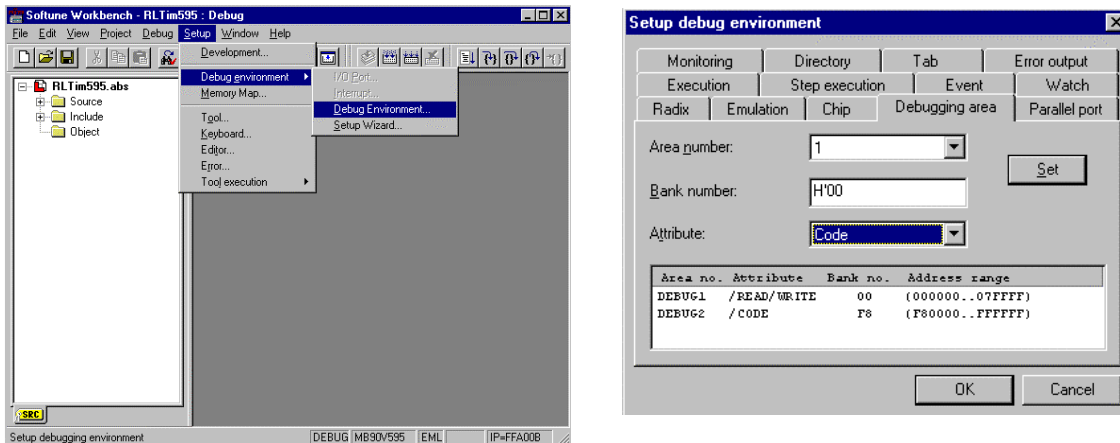 Softune Workbench - RLTim595 : Debug
File Edit View Project Debug Setup Window Help
Development...
Debug environment
Memory Map...
Tool...
Keyboard...
Editor...
Error...
Tool execution
I/O Port...
Interrupt...
Debug Environment...
Setup Wizard...
RLTim595.abs
Source
Include
Object
SRC
Setup debugging environment DEBUG MB90V595 EML IP=FFA00B
Setup debug environment
Monitoring Directory Tab Error output
Execution Step execution Event Watch
Radix Emulation Chip Debugging area Parallel port
Area number: 1
Set
Bank number: H'00
Attribute: Code
Area no. Attribute Bank no. Address range
DEBUG1 /READ/WRITE 00 (000000..07FFFF)
DEBUG2 /CODE F8 (F80000..FFFFFF)
OK Cancel